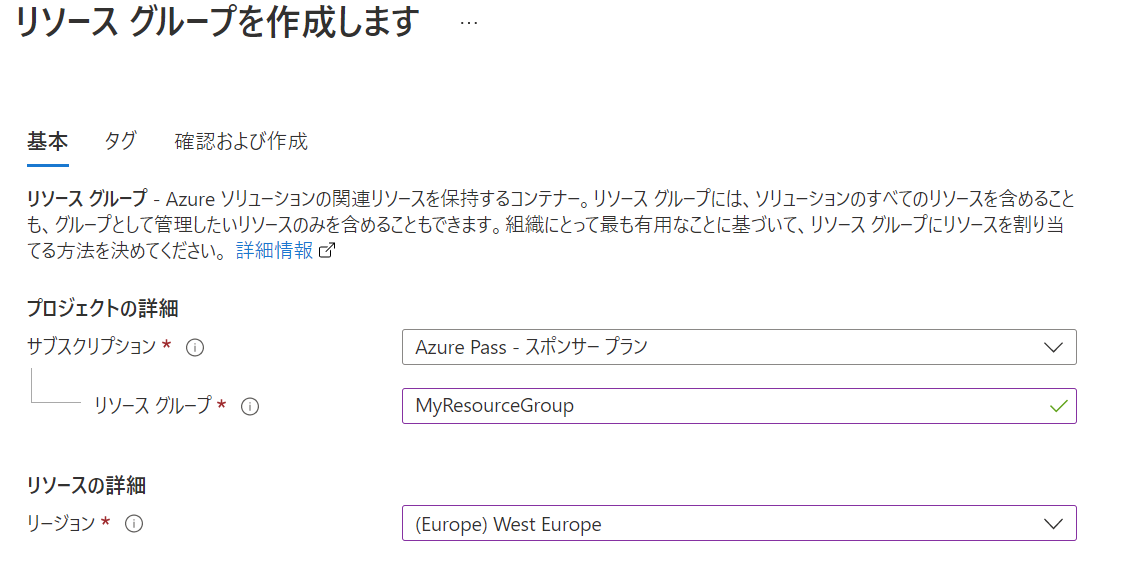 リソース グループを作成します ...
基本 タグ 確認および作成
リソース グループ - Azure ソリューションの関連リソースを保持するコンテナー。リソース グループには、ソリューションのすべてのリソースを含めること
も、グループとして管理したいリソースのみを含めることもできます。組織にとって最も有用なことに基づいて、リソース グループにリソースを割り当
てる方法を決めてください。 詳細情報
プロジェクトの詳細
サブスクリプション * Azure Pass - スポンサー プラン
リソース グループ * MyResourceGroup
リソースの詳細
リージョン * (Europe) West Europe